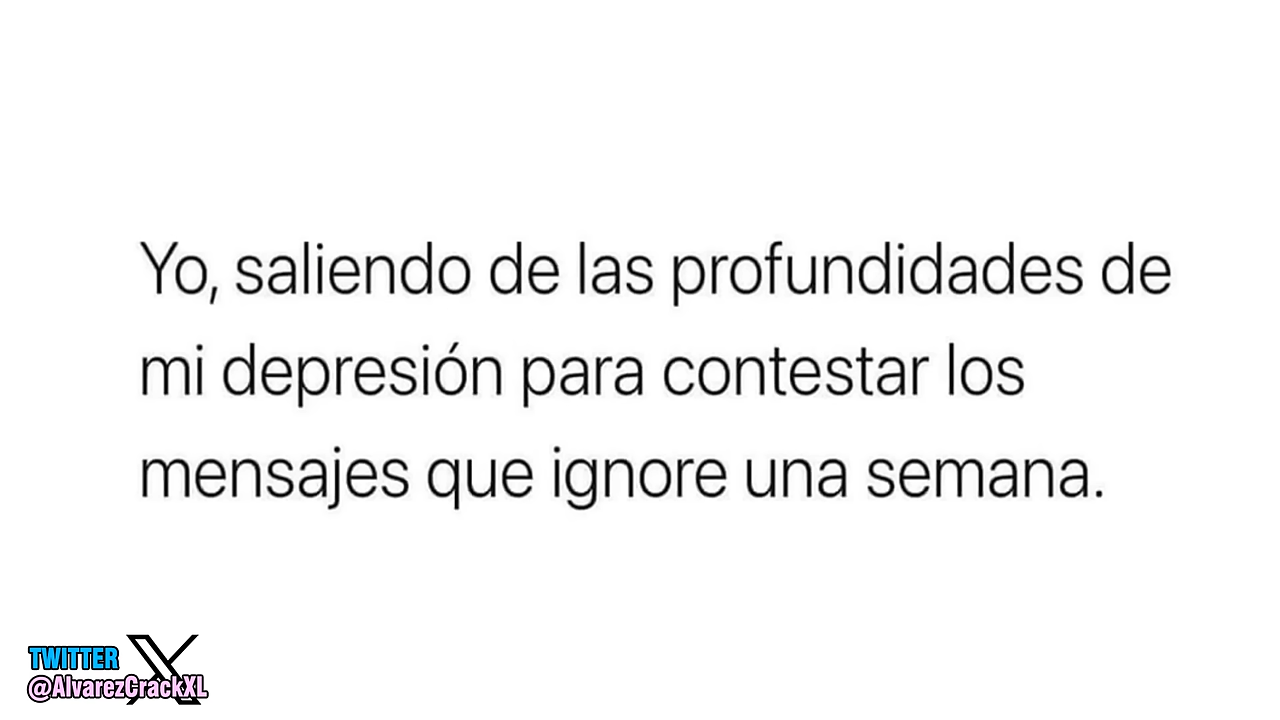 Yo, saliendo de las profundidades de
mi depresión para contestar los
mensajes que ignore una semana.
TWITTER X
@AlvarezCrackXL